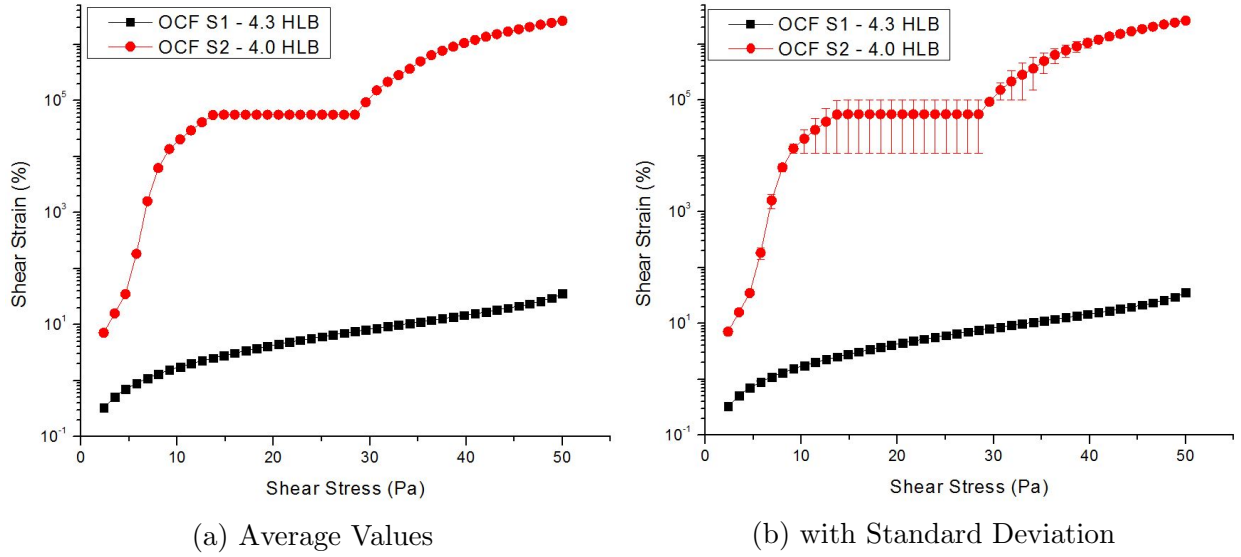 OCF S1 - 4.3 HLB
OCF S2 - 4.0 HLB
10^5
10^3
10^1
10^-1
Shear Strain (%)
0 10 20 30 40 50
Shear Stress (Pa)
(a) Average Values
OCF S1 - 4.3 HLB
OCF S2 - 4.0 HLB
10^5
10^3
10^1
10^-1
Shear Strain (%)
0 10 20 30 40 50
Shear Stress (Pa)
(b) with Standard Deviation